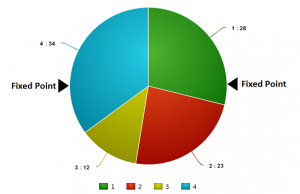 1 : 28
4 : 34
Fixed Point
Fixed Point
3 : 12
2 : 23
1 2 3 4